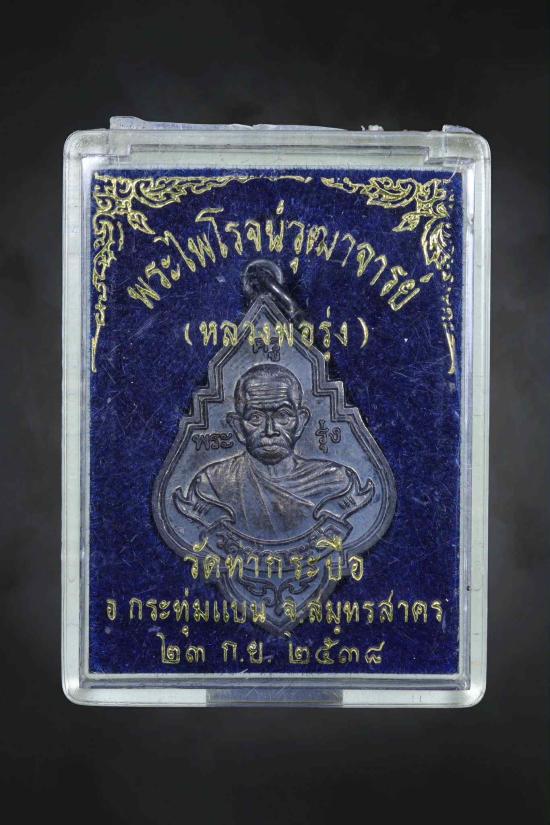 พระไพโรจน์วุฒาจารย์
(หลวงพ่อรุ่ง)
พระ รุ่ง
วัดท่ากระบือ
อ กระทุ่มแบน จ.สมุทรสาคร
๒๓ ก.ย. ๒๕๓๘